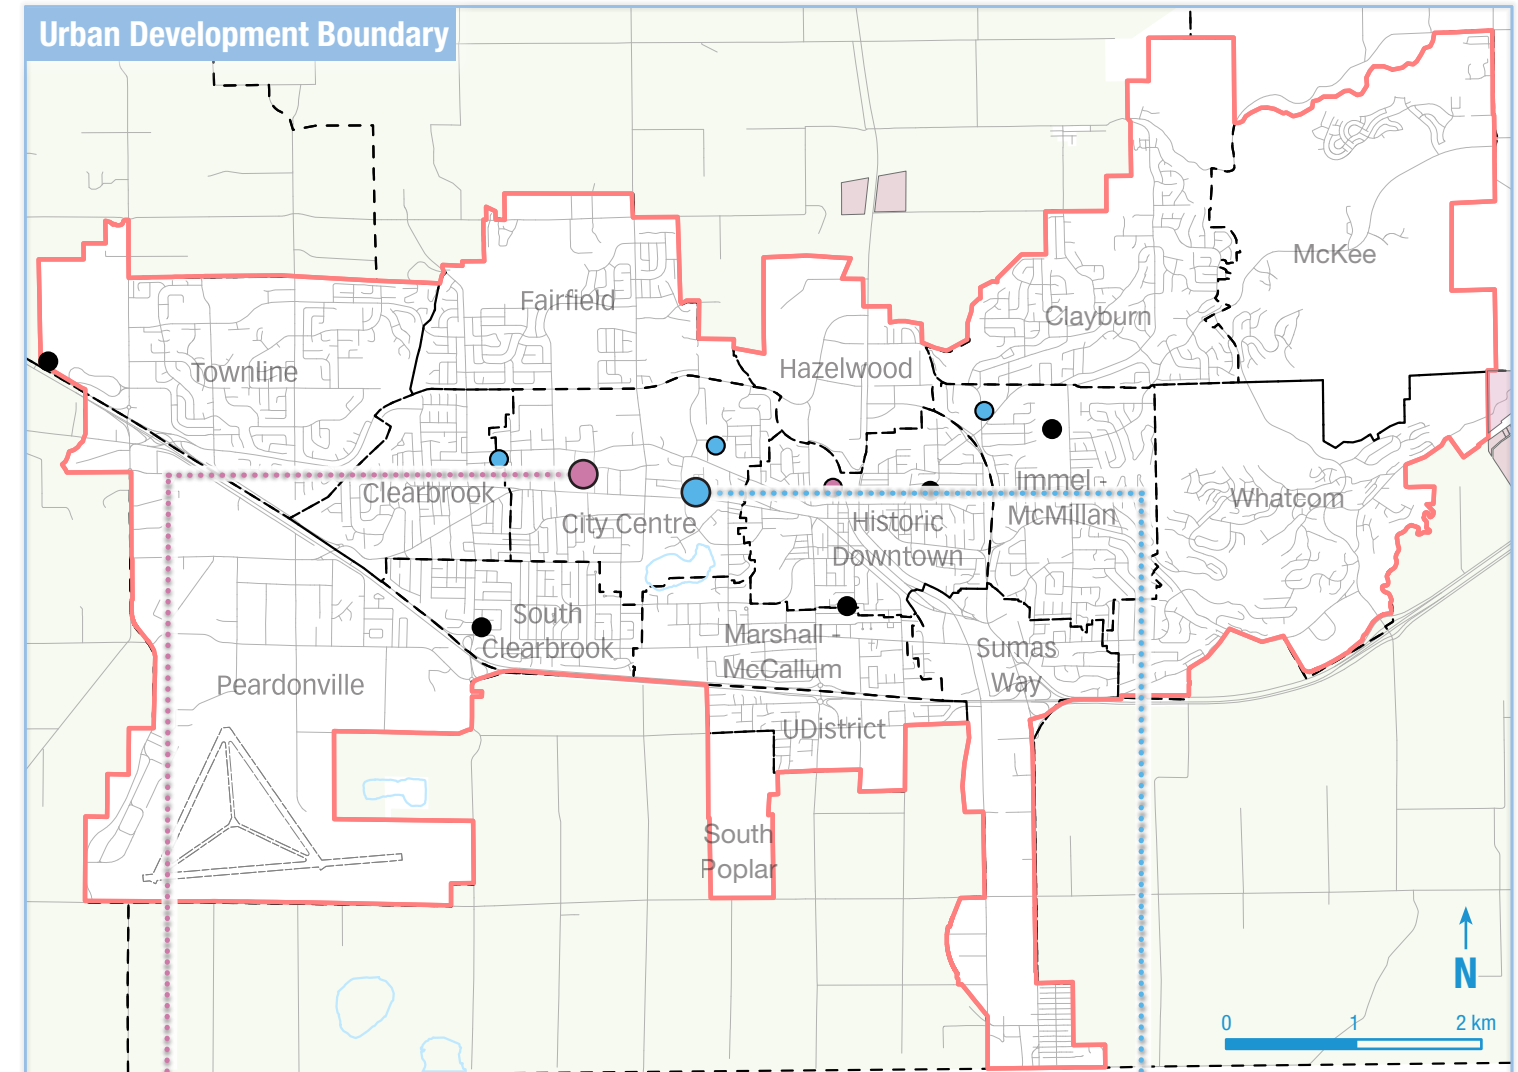 Urban Development Boundary
McKee
Fairfield
Clayburn
Townline
Hazelwood
Clearbrook
Immel -
McMillan
Whatcom
City Centre
Historic
Downtown
South
Clearbrook
Marshall -
McCallum
Sumas
Way
Peardonville
UDistrict
South
Poplar
N
0 1 2 km